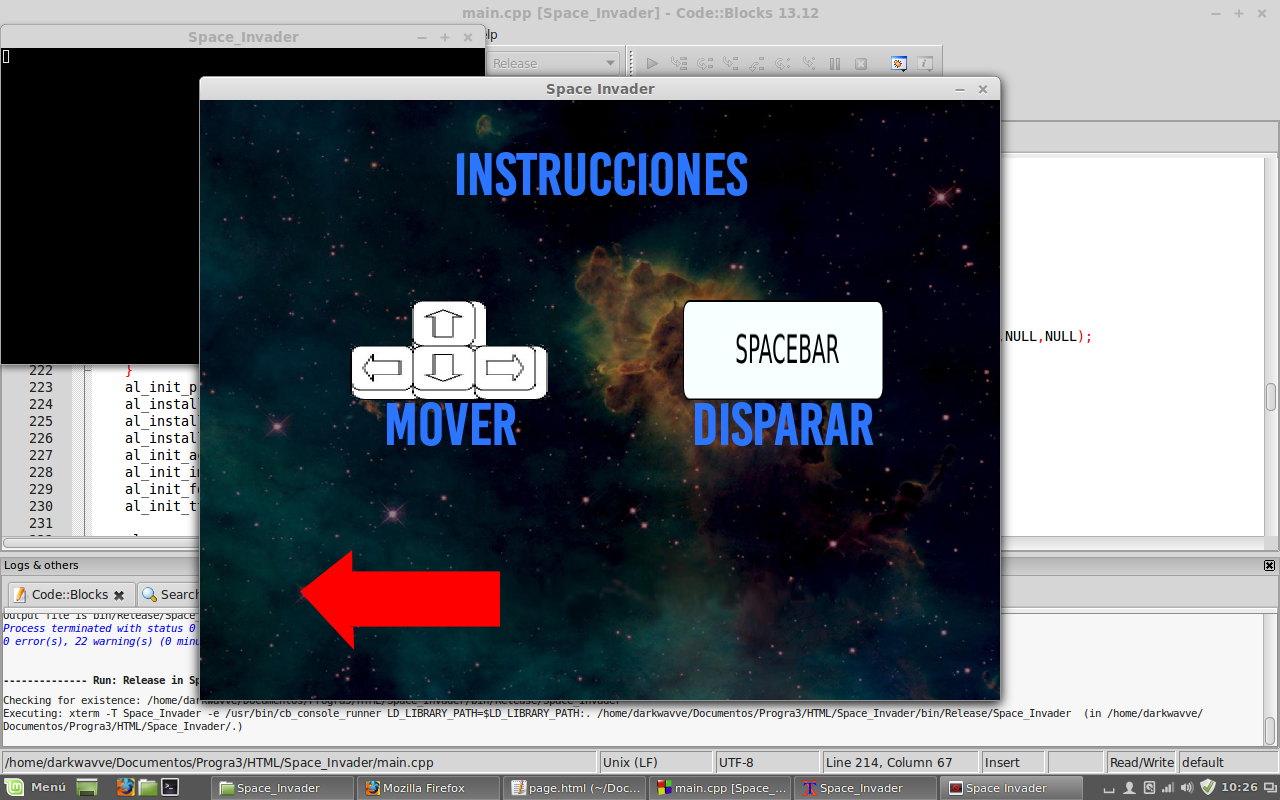 main.cpp [Space_Invader] - Code::Blocks 13.12
Space_Invader
Release
Space Invader
INSTRUCCIONES
SPACEBAR
MOVER
DISPARAR
NULL,NULL);
222 }
223 al_init_p
224 al_instal
225 al_instal
226 al_instal
227 al_init_a
228 al_init_i
229 al_init_f
230 al_init_t
231
Logs & others
Code::Blocks
Search
Output file is bin/Release/Space_
Process terminated with status 0
0 error(s), 22 warning(s) (0 minu
-------------- Run: Release in Sp
Checking for existence: /home/darkwavve/Documentos/Progra3/HTML/Space_Invader/bin/Release/Space_Invader
Executing: xterm -T Space_Invader -e /usr/bin/cb_console_runner LD_LIBRARY_PATH=$LD_LIBRARY_PATH:. /home/darkwavve/Documentos/Progra3/HTML/Space_Invader/bin/Release/Space_Invader (in /home/darkwavve/
Documentos/Progra3/HTML/Space_Invader/.)
/home/darkwavve/Documentos/Progra3/HTML/Space_Invader/main.cpp
Unix (LF)
UTF-8
Line 214, Column 67
Insert
Read/Write
default
Menú
Space_Invader
Mozilla Firefox
page.html (~/Doc...
main.cpp [Space_...
Space_Invader
Space Invader
10:26